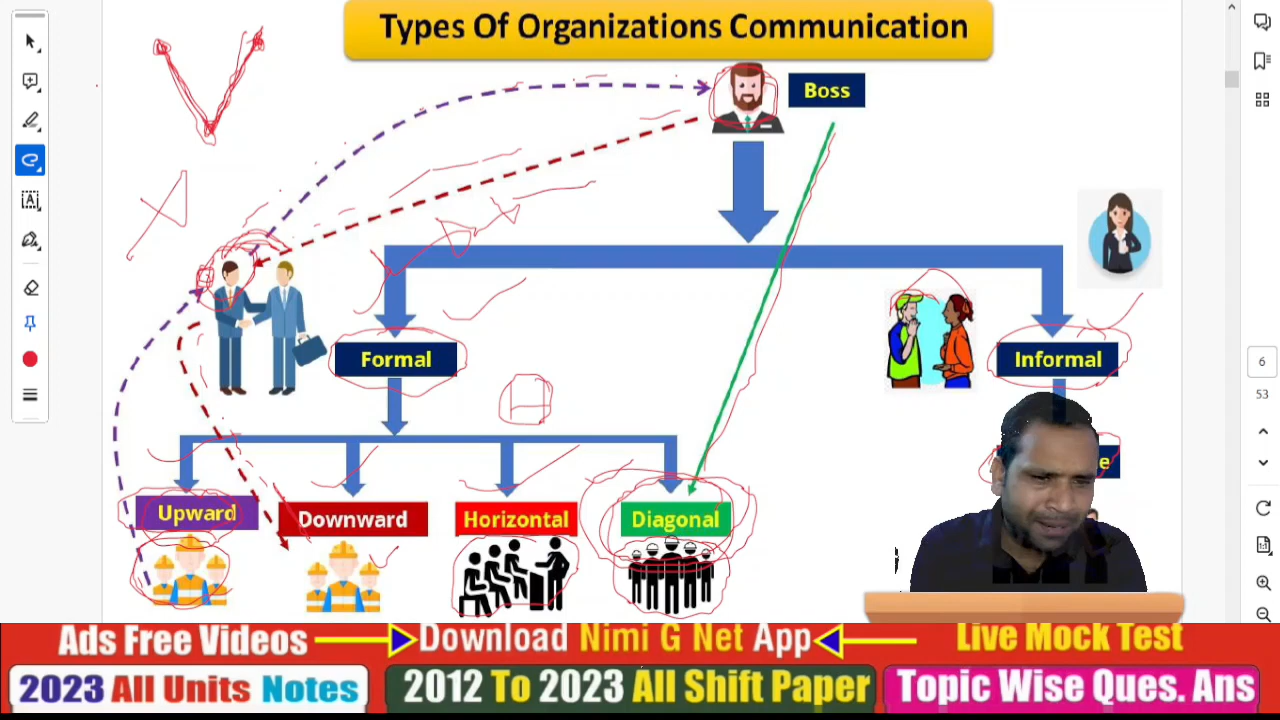 Types Of Organizations Communication
Boss
Formal
Informal
e
Upward
Downward
Horizontal
Diagonal
6
53
Ads Free Videos
Download Nimi G Net App
Live Mock Test
2023 All Units Notes
2012 To 2023 All Shift Paper
Topic Wise Ques. Ans